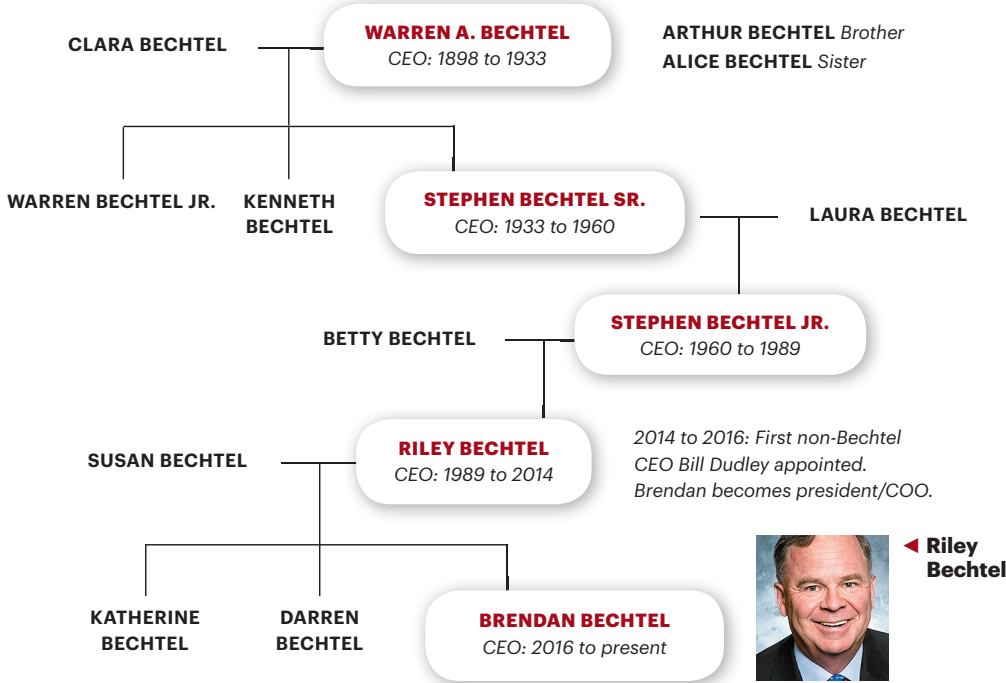 CLARA BECHTEL
WARREN A. BECHTEL
CEO: 1898 to 1933
ARTHUR BECHTEL Brother
ALICE BECHTEL Sister
WARREN BECHTEL JR.
KENNETH
BECHTEL
STEPHEN BECHTEL SR.
CEO: 1933 to 1960
LAURA BECHTEL
BETTY BECHTEL
STEPHEN BECHTEL JR.
CEO: 1960 to 1989
SUSAN BECHTEL
RILEY BECHTEL
CEO: 1989 to 2014
2014 to 2016: First non-Bechtel
CEO Bill Dudley appointed.
Brendan becomes president/COO.
Riley
Bechtel
KATHERINE
BECHTEL
DARREN
BECHTEL
BRENDAN BECHTEL
CEO: 2016 to present